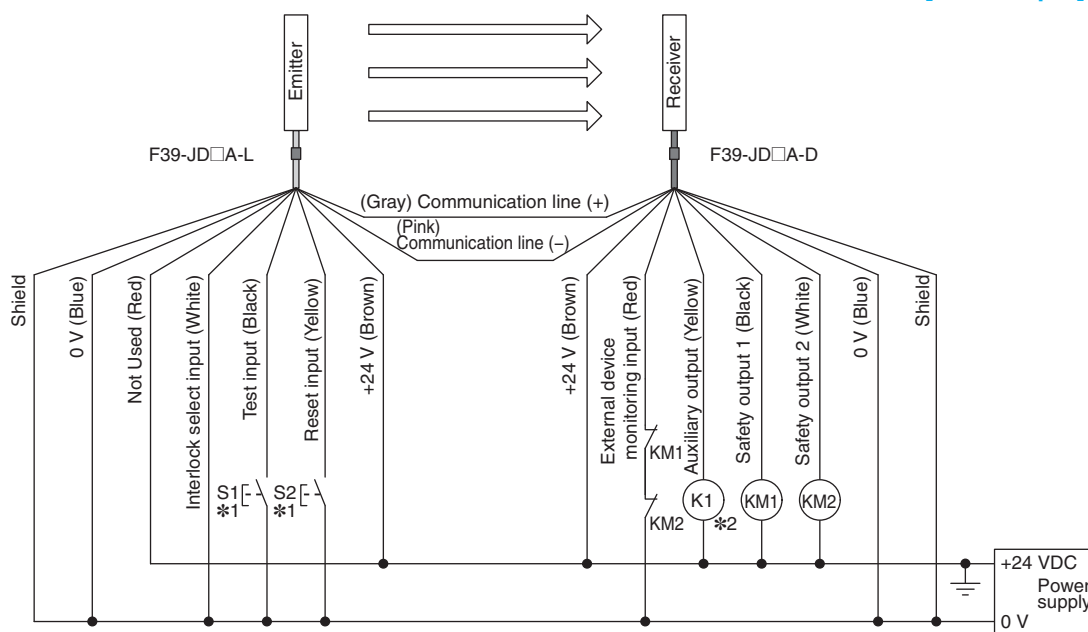 Emitter
Receiver
F39-JD□A-L
F39-JD□A-D
(Gray) Communication line (+)
(Pink)
Communication line (−)
Shield
0 V (Blue)
Not Used (Red)
Interlock select input (White)
Test input (Black)
Reset input (Yellow)
+24 V (Brown)
+24 V (Brown)
External device
monitoring input (Red)
Auxiliary output (Yellow)
Safety output 1 (Black)
Safety output 2 (White)
0 V (Blue)
Shield
KM1
S1
*1
S2
*1
KM2
K1
*2
KM1
KM2
+24 VDC
Power
supply
0 V